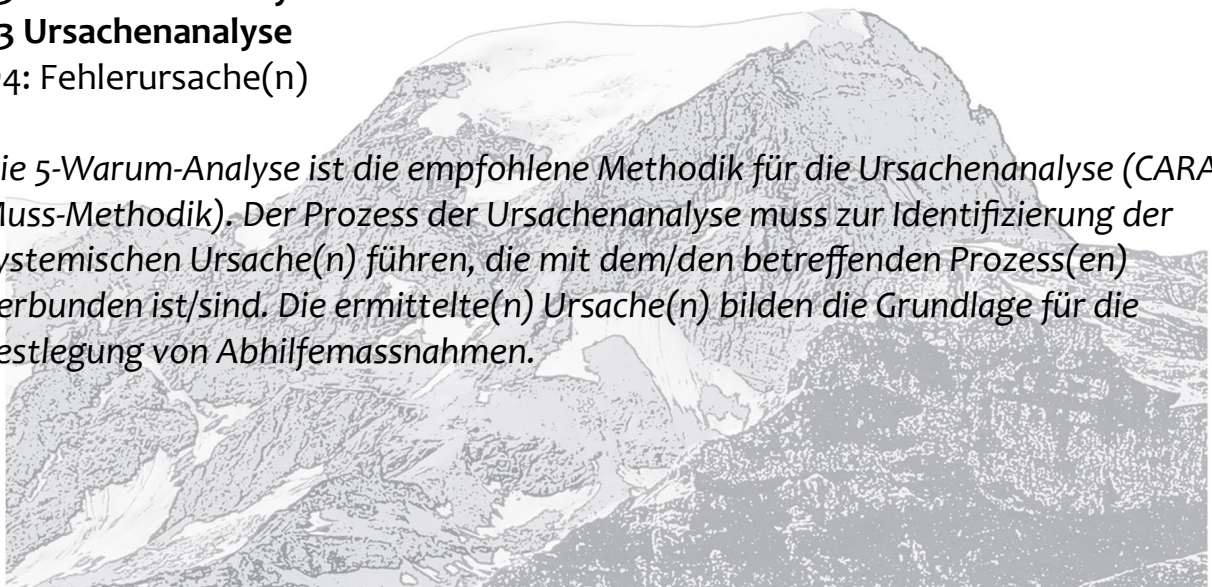 3 Ursachenanalyse
4: Fehlerursache(n)
ie 5-Warum-Analyse ist die empfohlene Methodik für die Ursachenanalyse (CARA
uss-Methodik). Der Prozess der Ursachenanalyse muss zur Identifizierung der
ystemischen Ursache(n) führen, die mit dem/den betreffenden Prozess(en)
erbunden ist/sind. Die ermittelte(n) Ursache(n) bilden die Grundlage für die
estlegung von Abhilfemassnahmen.